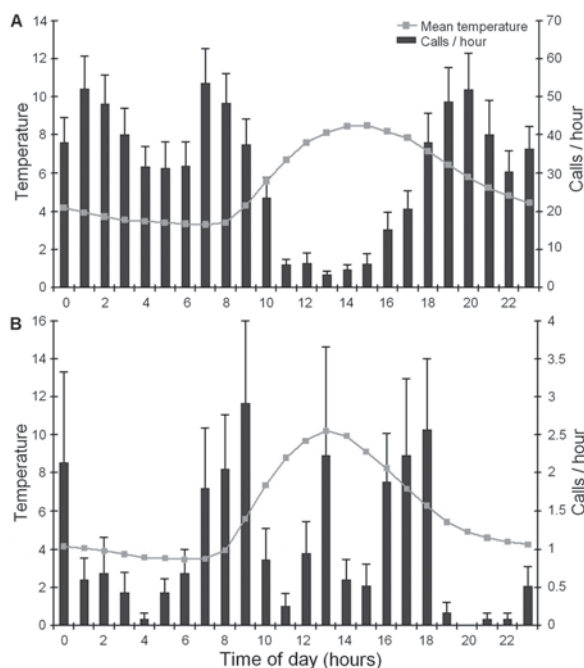 A
Mean temperature
Calls / hour
14 12 10 8 6 4 2 0
Temperature
70 60 50 40 30 20 10 0
Calls / hour
0 2 4 6 8 10 12 14 16 18 20 22
B
16 14 12 10 8 6 4 2 0
Temperature
4 3.5 3 2.5 2 1.5 1 0.5 0
Calls / hour
0 2 4 6 8 10 12 14 16 18 20 22
Time of day (hours)